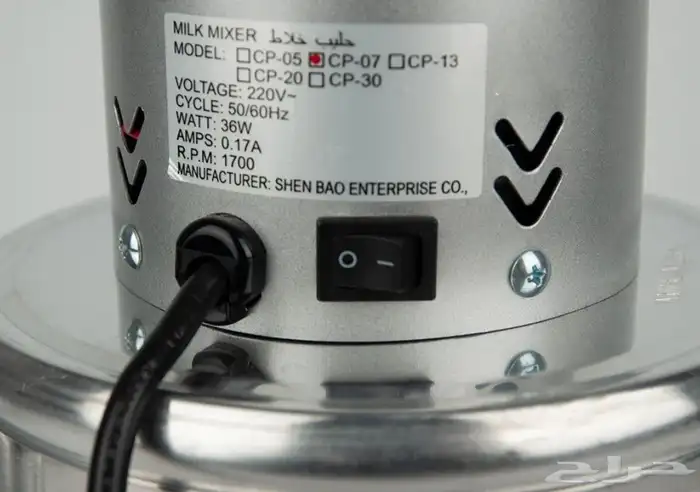 MILK MIXER حليب خلاط
MODEL: ☐CP-05 ☒CP-07 ☐CP-13
☐CP-20 ☐CP-30
VOLTAGE: 220V~
CYCLE: 50/60Hz
WATT: 36W
AMPS: 0.17A
R.P.M: 1700
MANUFACTURER: SHEN BAO ENTERPRISE CO.,
O I
حراج